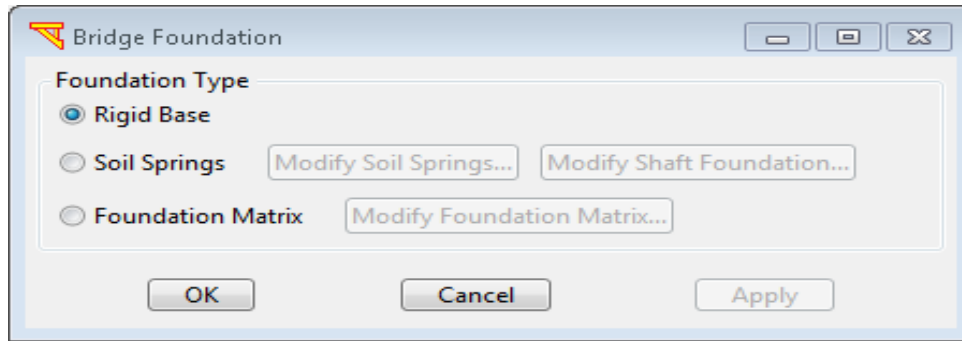 Bridge Foundation
Foundation Type
Rigid Base
Soil Springs Modify Soil Springs... Modify Shaft Foundation...
Foundation Matrix Modify Foundation Matrix...
OK Cancel Apply